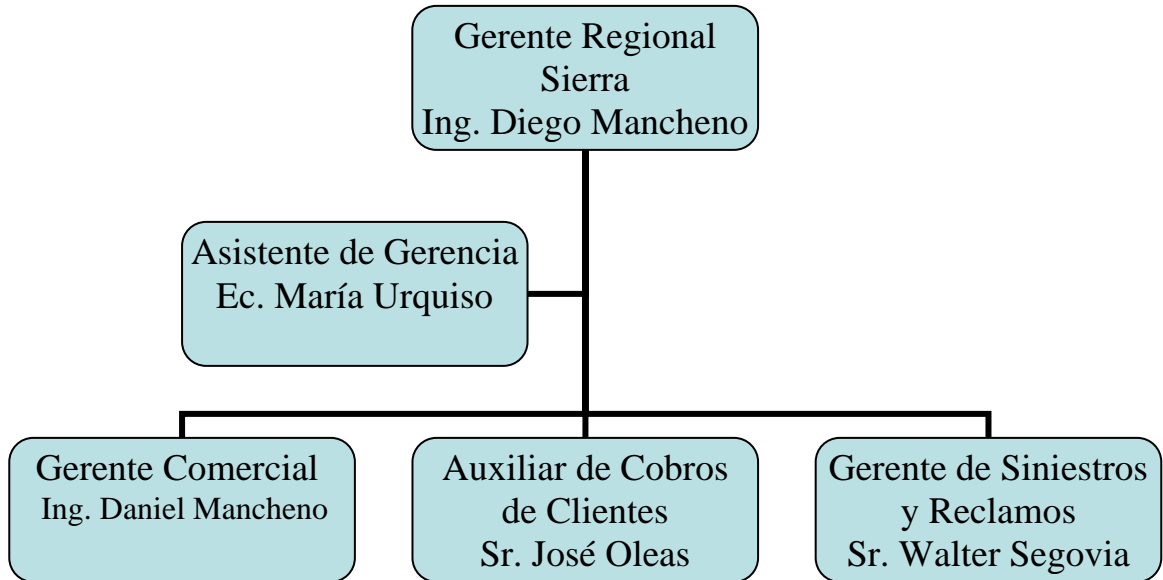 Gerente Regional
Sierra
Ing. Diego Mancheno
Asistente de Gerencia
Ec. María Urquiso
Gerente Comercial
Ing. Daniel Mancheno
Auxiliar de Cobros
de Clientes
Sr. José Oleas
Gerente de Siniestros
y Reclamos
Sr. Walter Segovia